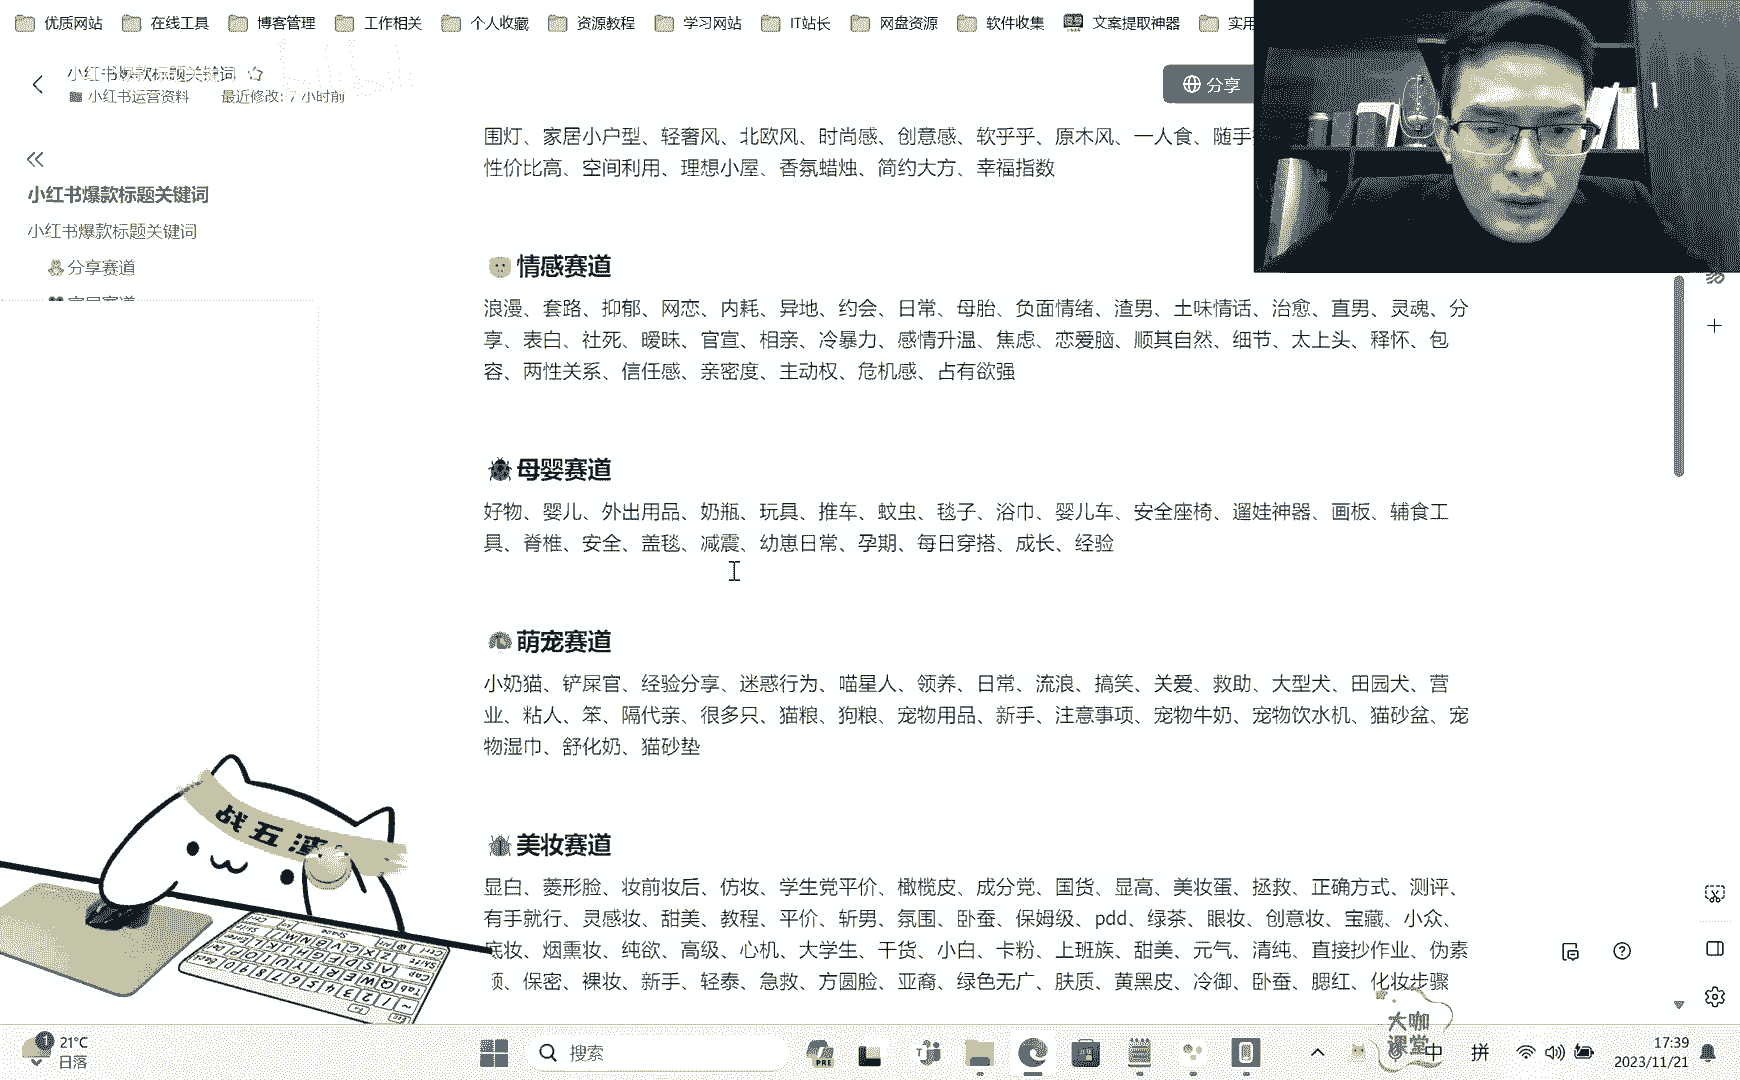 优质网站 在线工具 博客管理 工作相关 个人收藏 资源教程 学习网站 IT站长 网盘资源 软件收集 文案提取神器 实用
小红书爆款标题关键词
小红书运营资料 最近修改: 7 小时前
分享
小红书爆款标题关键词
小红书爆款标题关键词
分享赛道
家居赛道
围灯、家居小户型、轻奢风、北欧风、时尚感、创意感、软乎乎、原木风、一人食、随手
性价比高、空间利用、理想小屋、香氛蜡烛、简约大方、幸福指数
情感赛道
浪漫、套路、抑郁、网恋、内耗、异地、约会、日常、母胎、负面情绪、渣男、土味情话、治愈、直男、灵魂、分
享、表白、社死、暧昧、官宣、相亲、冷暴力、感情升温、焦虑、恋爱脑、顺其自然、细节、太上头、释怀、包
容、两性关系、信任感、亲密度、主动权、危机感、占有欲强
母婴赛道
好物、婴儿、外出用品、奶瓶、玩具、推车、蚊虫、毯子、浴巾、婴儿车、安全座椅、遛娃神器、画板、辅食工
具、脊椎、安全、盖毯、减震、幼崽日常、孕期、每日穿搭、成长、经验
萌宠赛道
小奶猫、铲屎官、经验分享、迷惑行为、喵星人、领养、日常、流浪、搞笑、关爱、救助、大型犬、田园犬、营
业、粘人、笨、隔代亲、很多只、猫粮、狗粮、宠物用品、新手、注意事项、宠物牛奶、宠物饮水机、猫砂盆、宠
物湿巾、舒化奶、猫砂垫
美妆赛道
显白、菱形脸、妆前妆后、仿妆、学生党平价、橄榄皮、成分党、国货、显高、美妆蛋、拯救、正确方式、测评、
有手就行、灵感妆、甜美、教程、平价、斩男、氛围、卧蚕、保姆级、pdd、绿茶、眼妆、创意妆、宝藏、小众、
底妆、烟熏妆、纯欲、高级、心机、大学生、干货、小白、卡粉、上班族、甜美、元气、清纯、直接抄作业、伪素
颜、保密、裸妆、新手、轻泰、急救、方圆脸、亚裔、绿色无广、肤质、黄黑皮、冷御、卧蚕、腮红、化妆步骤
战五渣
大咖
课堂
1
21°C
日落
搜索
PRE
中 拼
17:39
2023/11/21